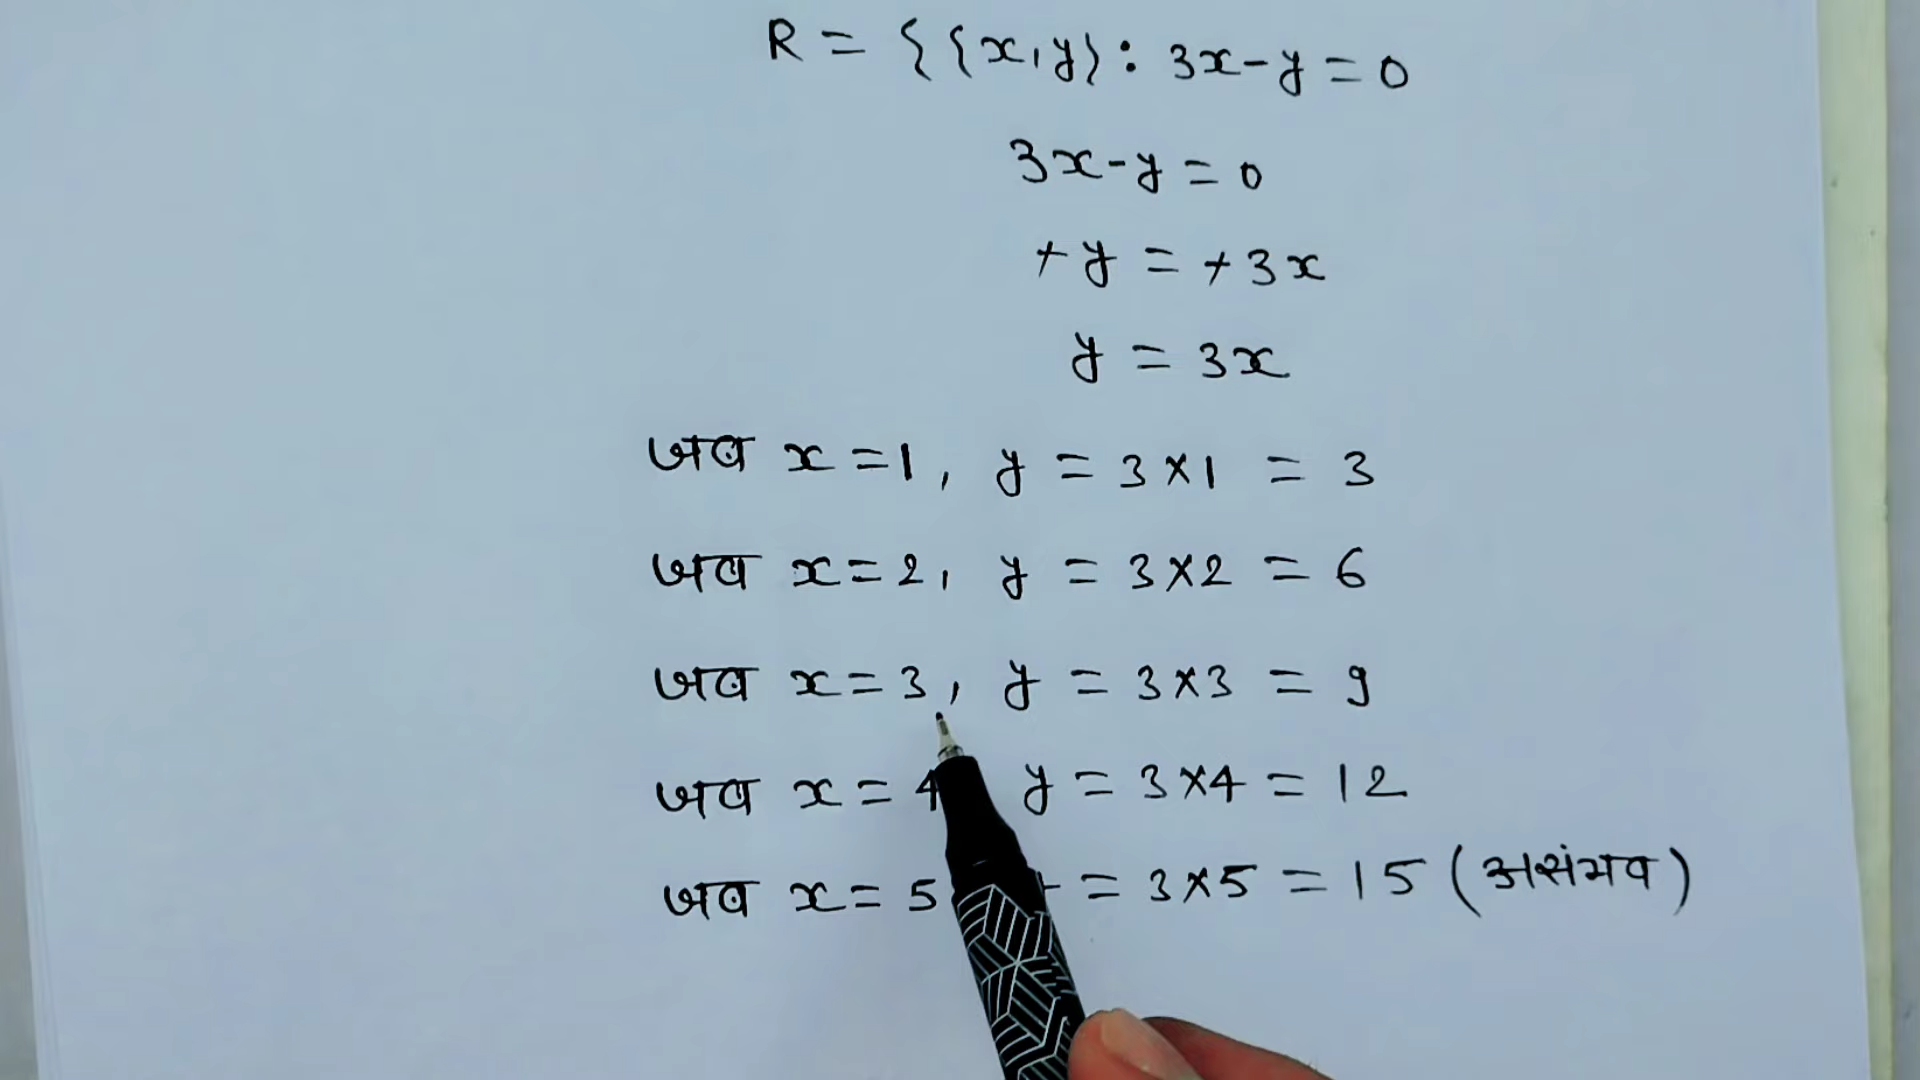 R = { {x,y} : 3x-y = 0
3x-y = 0
+y = +3x
y = 3x
जब x=1, y = 3×1 = 3
जब x=2, y = 3×2 = 6
जब x=3, y = 3×3 = 9
जब x=4 y = 3×4 = 12
जब x=5 = 3×5 = 15 (असंभव)